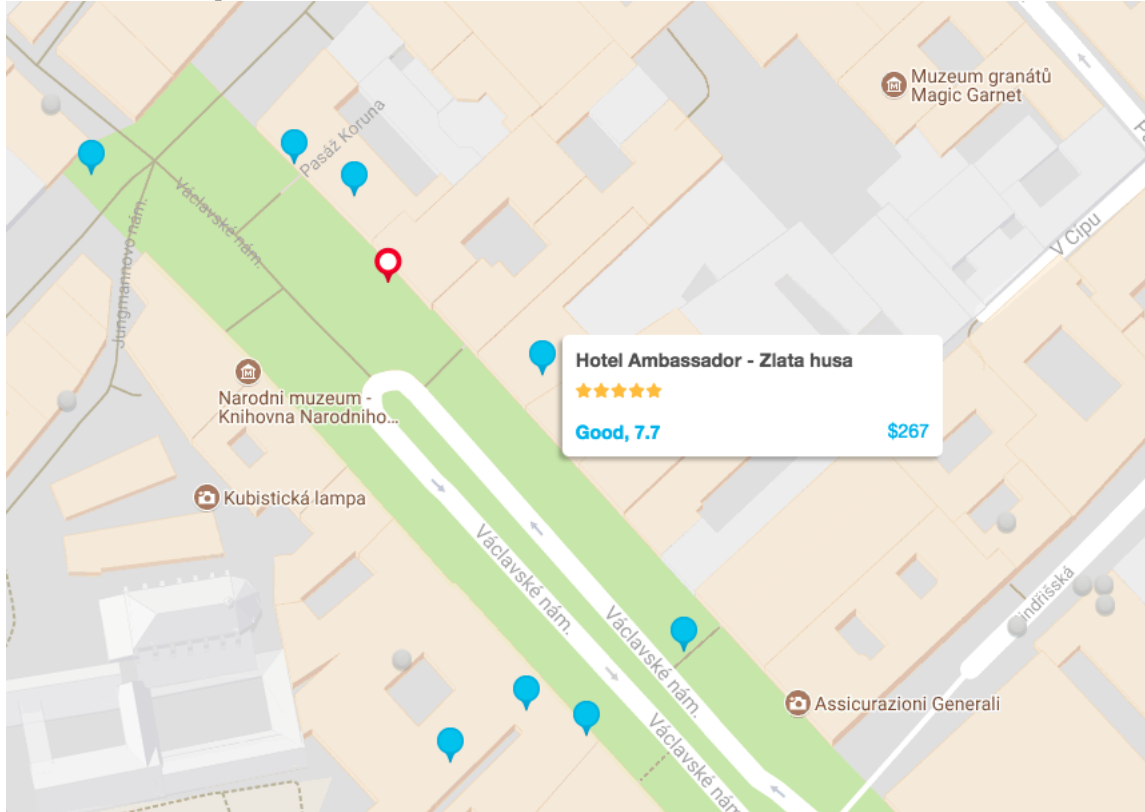 Muzeum granátů
Magic Garnet
Pasáž Koruna
Václavské nám.
Jungmannovo nám.
V Cípu
Hotel Ambassador - Zlata husa
Good, 7.7
$267
Narodni muzeum -
Knihovna Narodniho...
Kubistická lampa
Václavské nám.
Václavské nám.
Jindřišská
Assicurazioni Generali
Václavské nám.